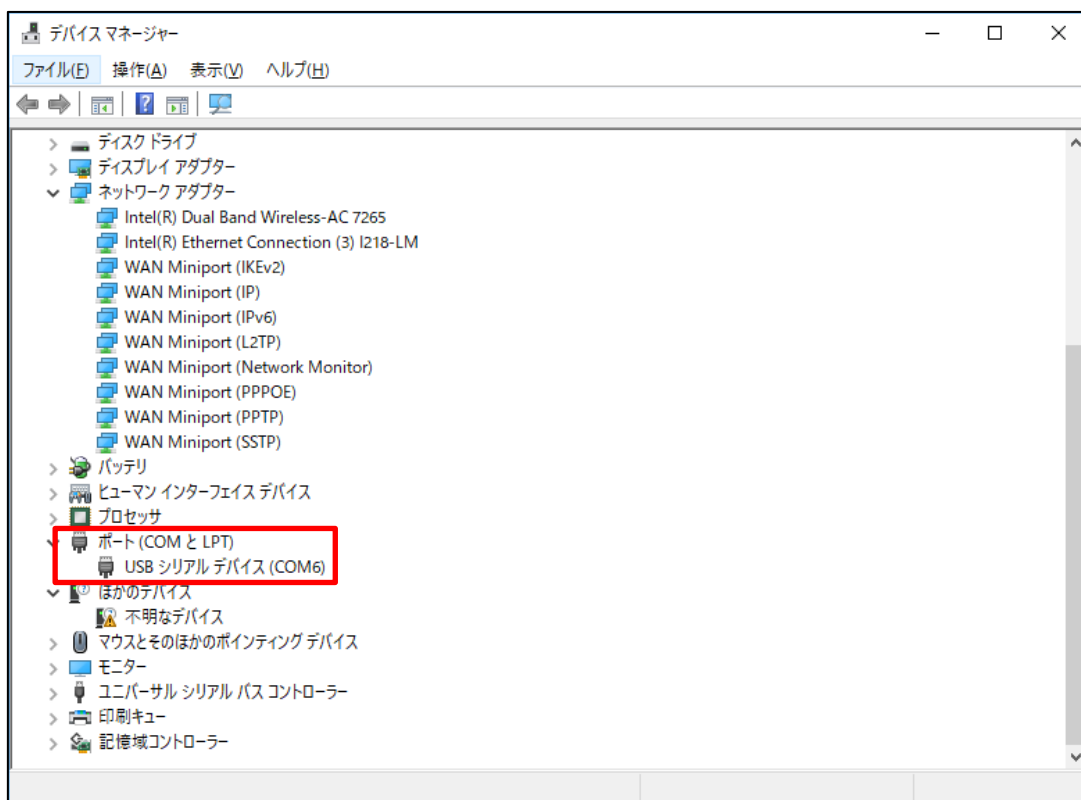 デバイス マネージャー
ファイル(F) 操作(A) 表示(V) ヘルプ(H)
ディスク ドライブ
ディスプレイ アダプター
ネットワーク アダプター
Intel(R) Dual Band Wireless-AC 7265
Intel(R) Ethernet Connection (3) I218-LM
WAN Miniport (IKEv2)
WAN Miniport (IP)
WAN Miniport (IPv6)
WAN Miniport (L2TP)
WAN Miniport (Network Monitor)
WAN Miniport (PPPOE)
WAN Miniport (PPTP)
WAN Miniport (SSTP)
バッテリ
ヒューマン インターフェイス デバイス
プロセッサ
ポート (COM と LPT)
USB シリアル デバイス (COM6)
ほかのデバイス
不明なデバイス
マウスとそのほかのポインティング デバイス
モニター
ユニバーサル シリアル バス コントローラー
印刷キュー
記憶域コントローラー